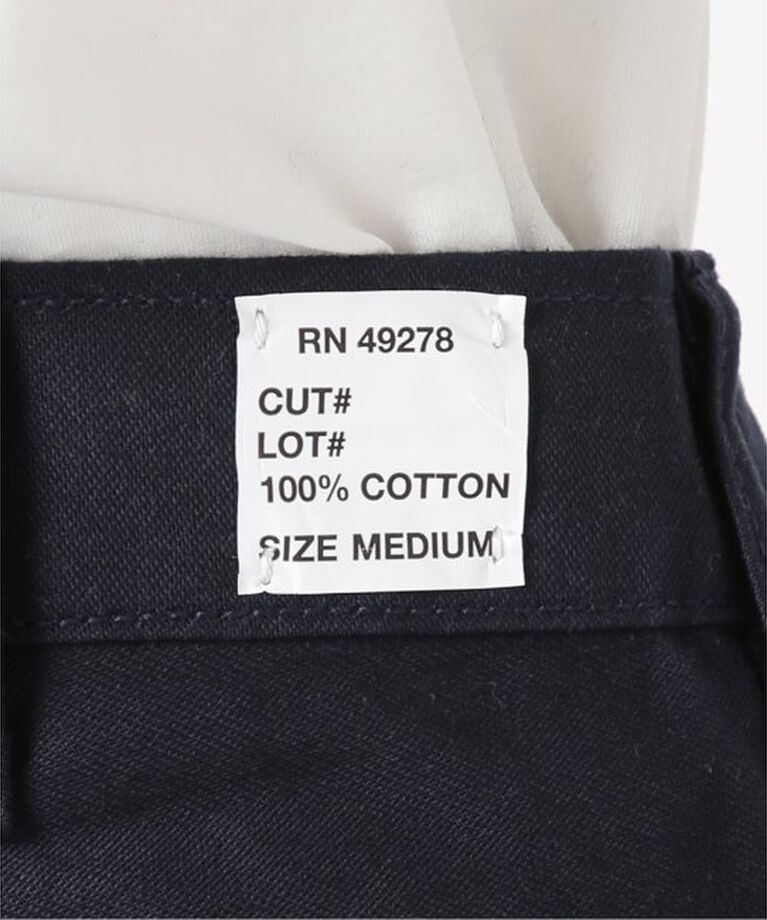 RN 49278
CUT#
LOT#
100% COTTON
SIZE MEDIUM